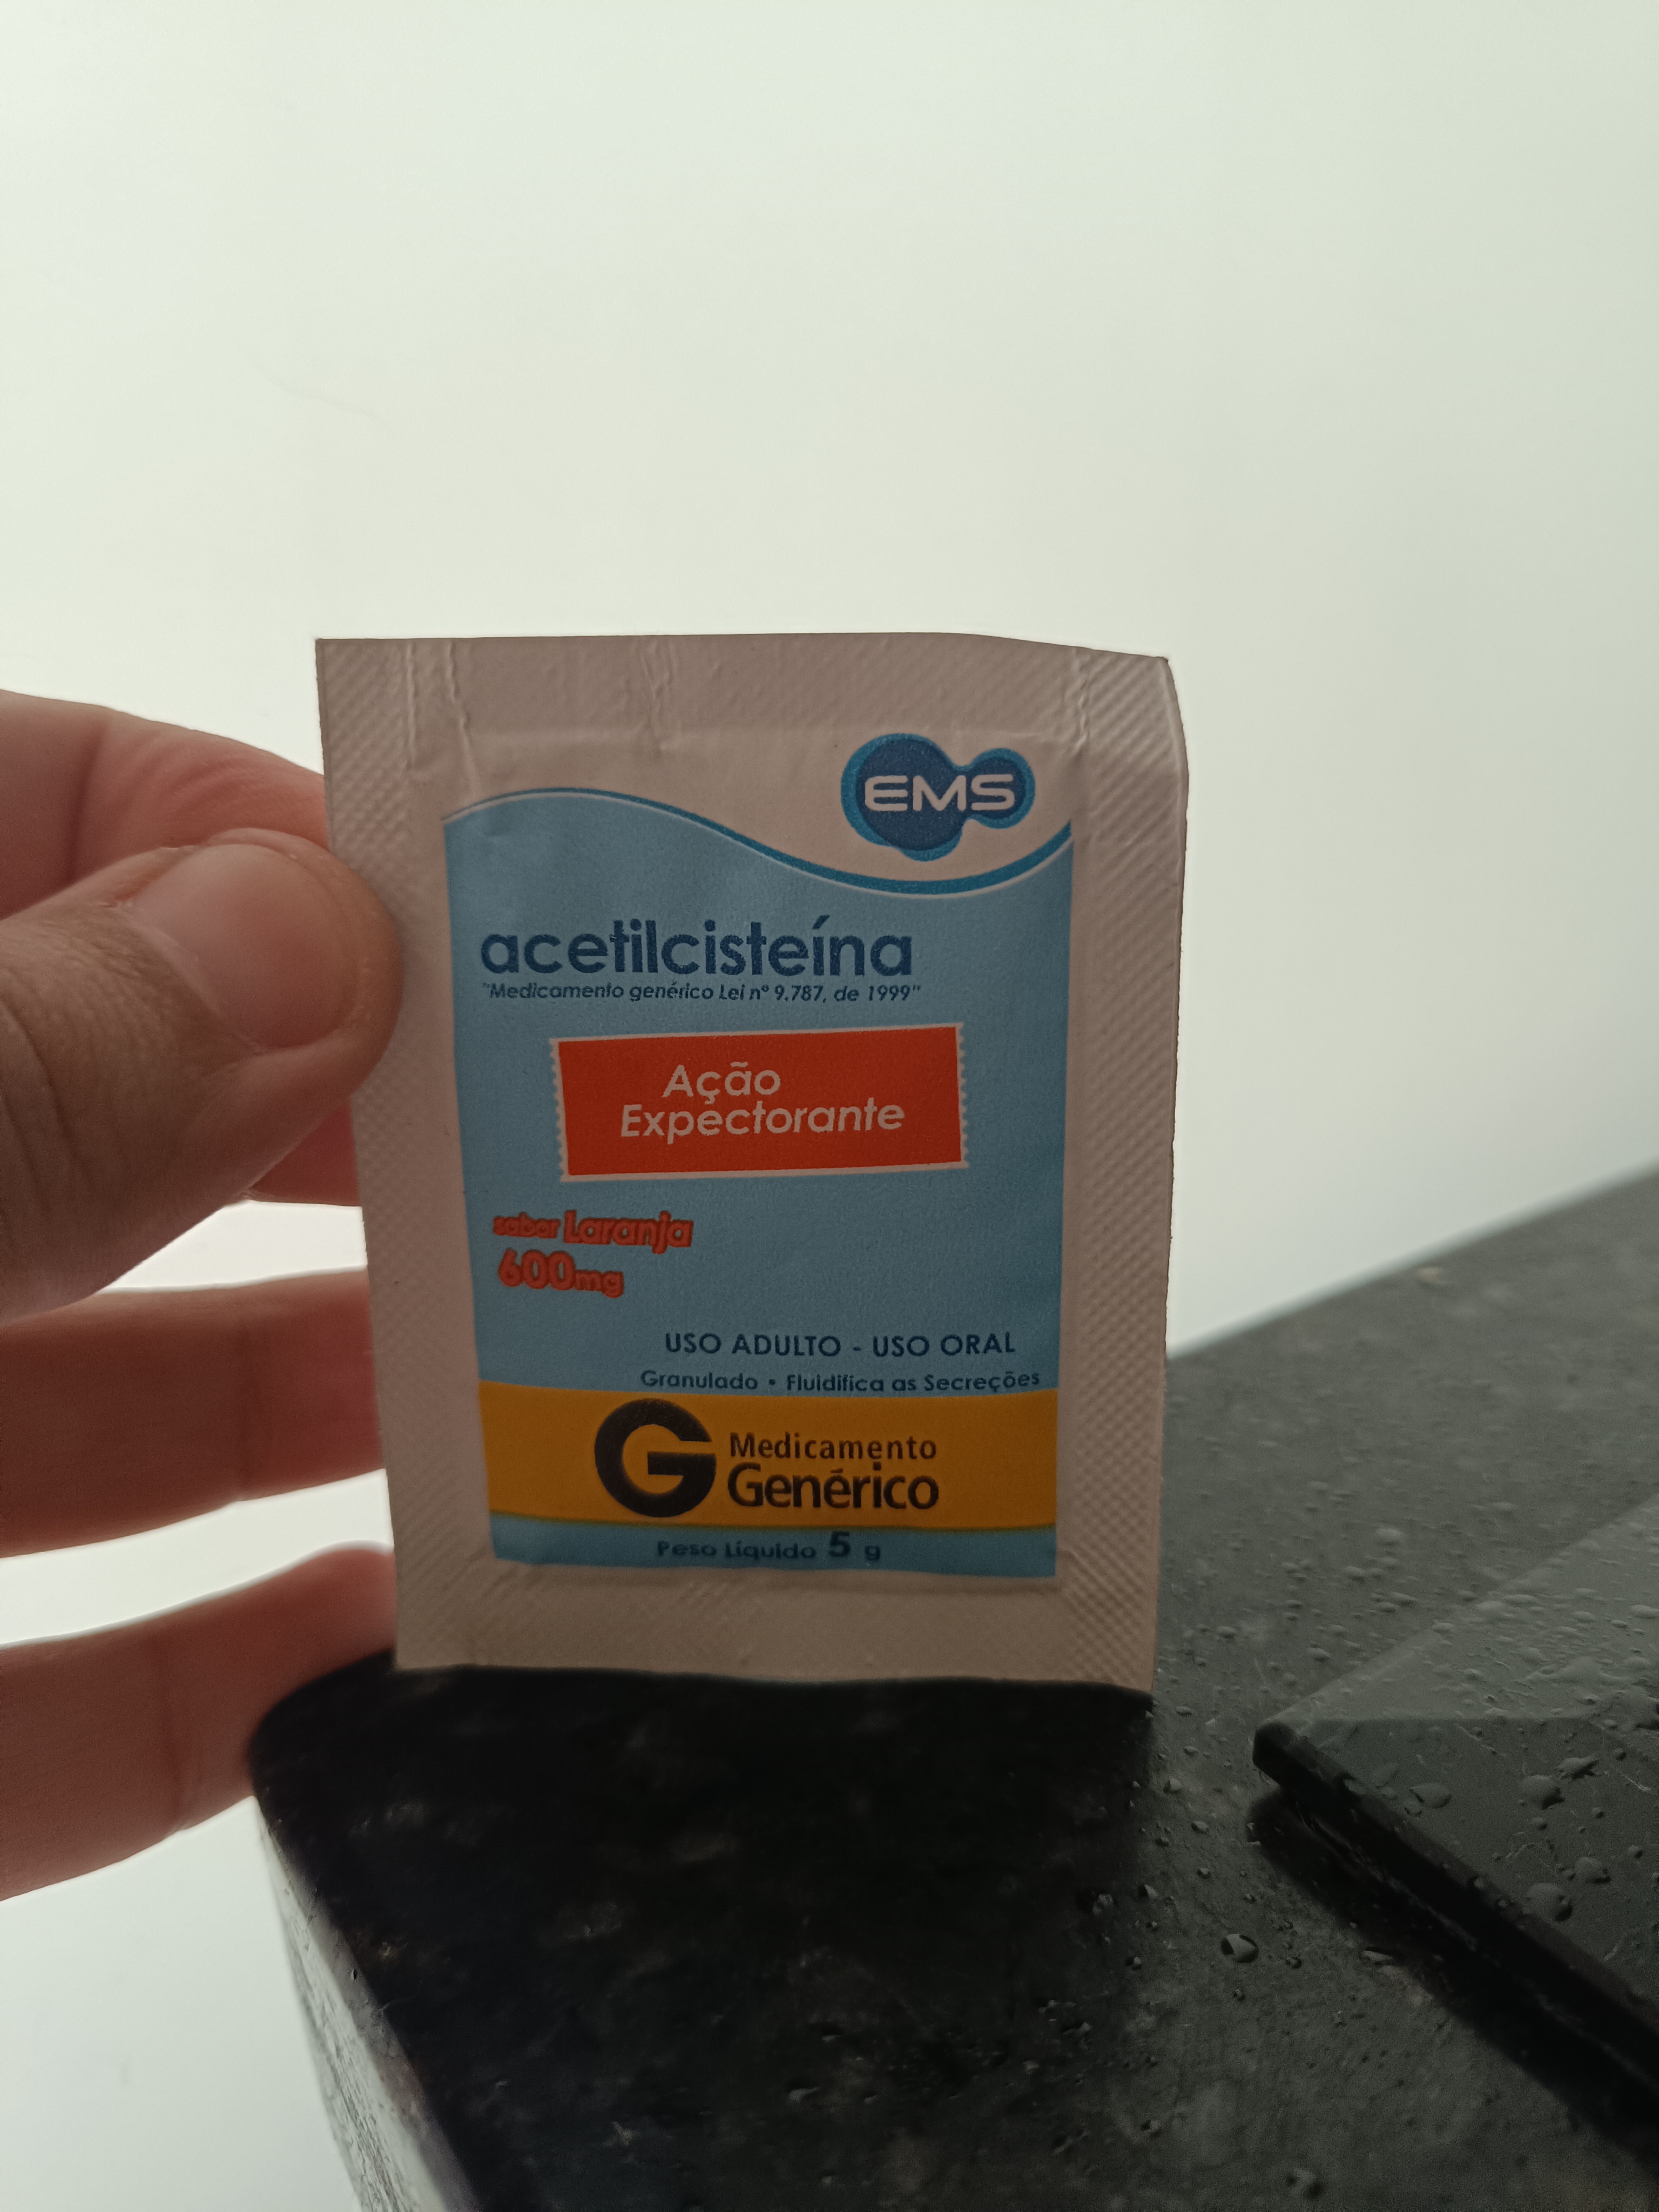 EMS
acetilcisteína
"Medicamento genérico Lei nº 9.787, de 1999"
Ação
Expectorante
sabor Laranja
600mg
USO ADULTO - USO ORAL
Granulado • Fluidifica as Secreções
G Medicamento
Genérico
Peso Líquido 5 g